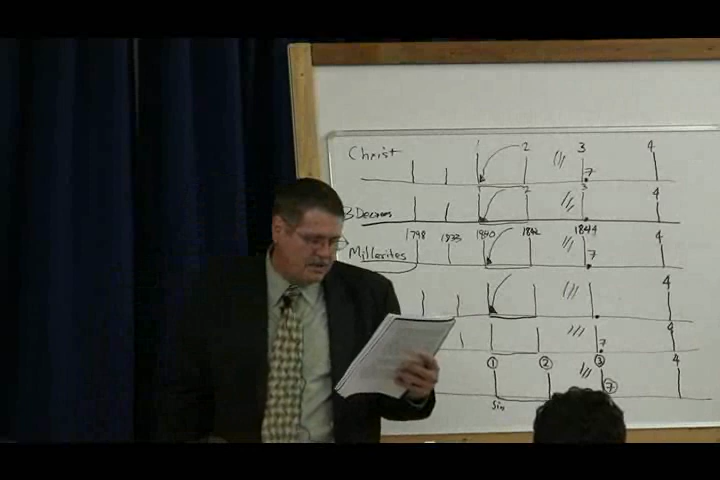 Christ 1 2 3 4
7
3 Decrees 1 2 3 4
Millerites 1798 1833 1840 1842 1844 4
7
4
7
4
① ② ③ 4
⑦
Sin